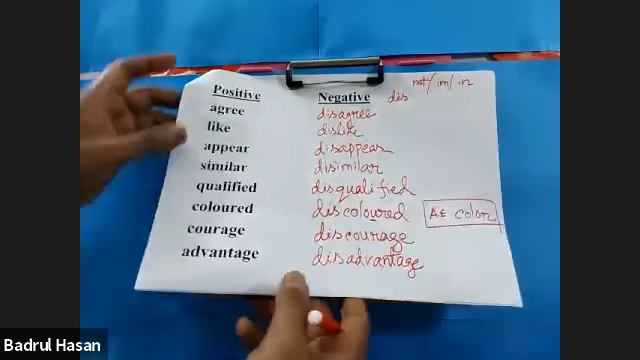 not/im/in
Positive Negative dis
agree disagree
like dislike
appear disappear
similar disimilar
qualified disqualified
coloured discoloured AE color
courage discourage
advantage disadvantage
Badrul Hasan